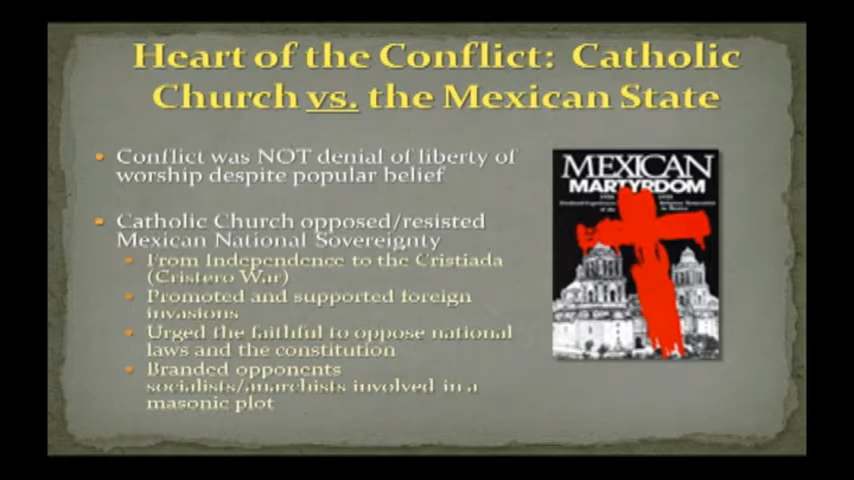 Heart of the Conflict: Catholic
Church vs. the Mexican State
• Conflict was NOT denial of liberty of
worship despite popular belief
• Catholic Church opposed/resisted
Mexican National Sovereignty
• From Independence to the Cristiada
(Cristero War)
• Promoted and supported foreign
invasions
• Urged the faithful to oppose national
laws and the constitution
• Branded opponents
socialists/anarchists involved in a
masonic plot
MEXICAN
MARTYRDOM